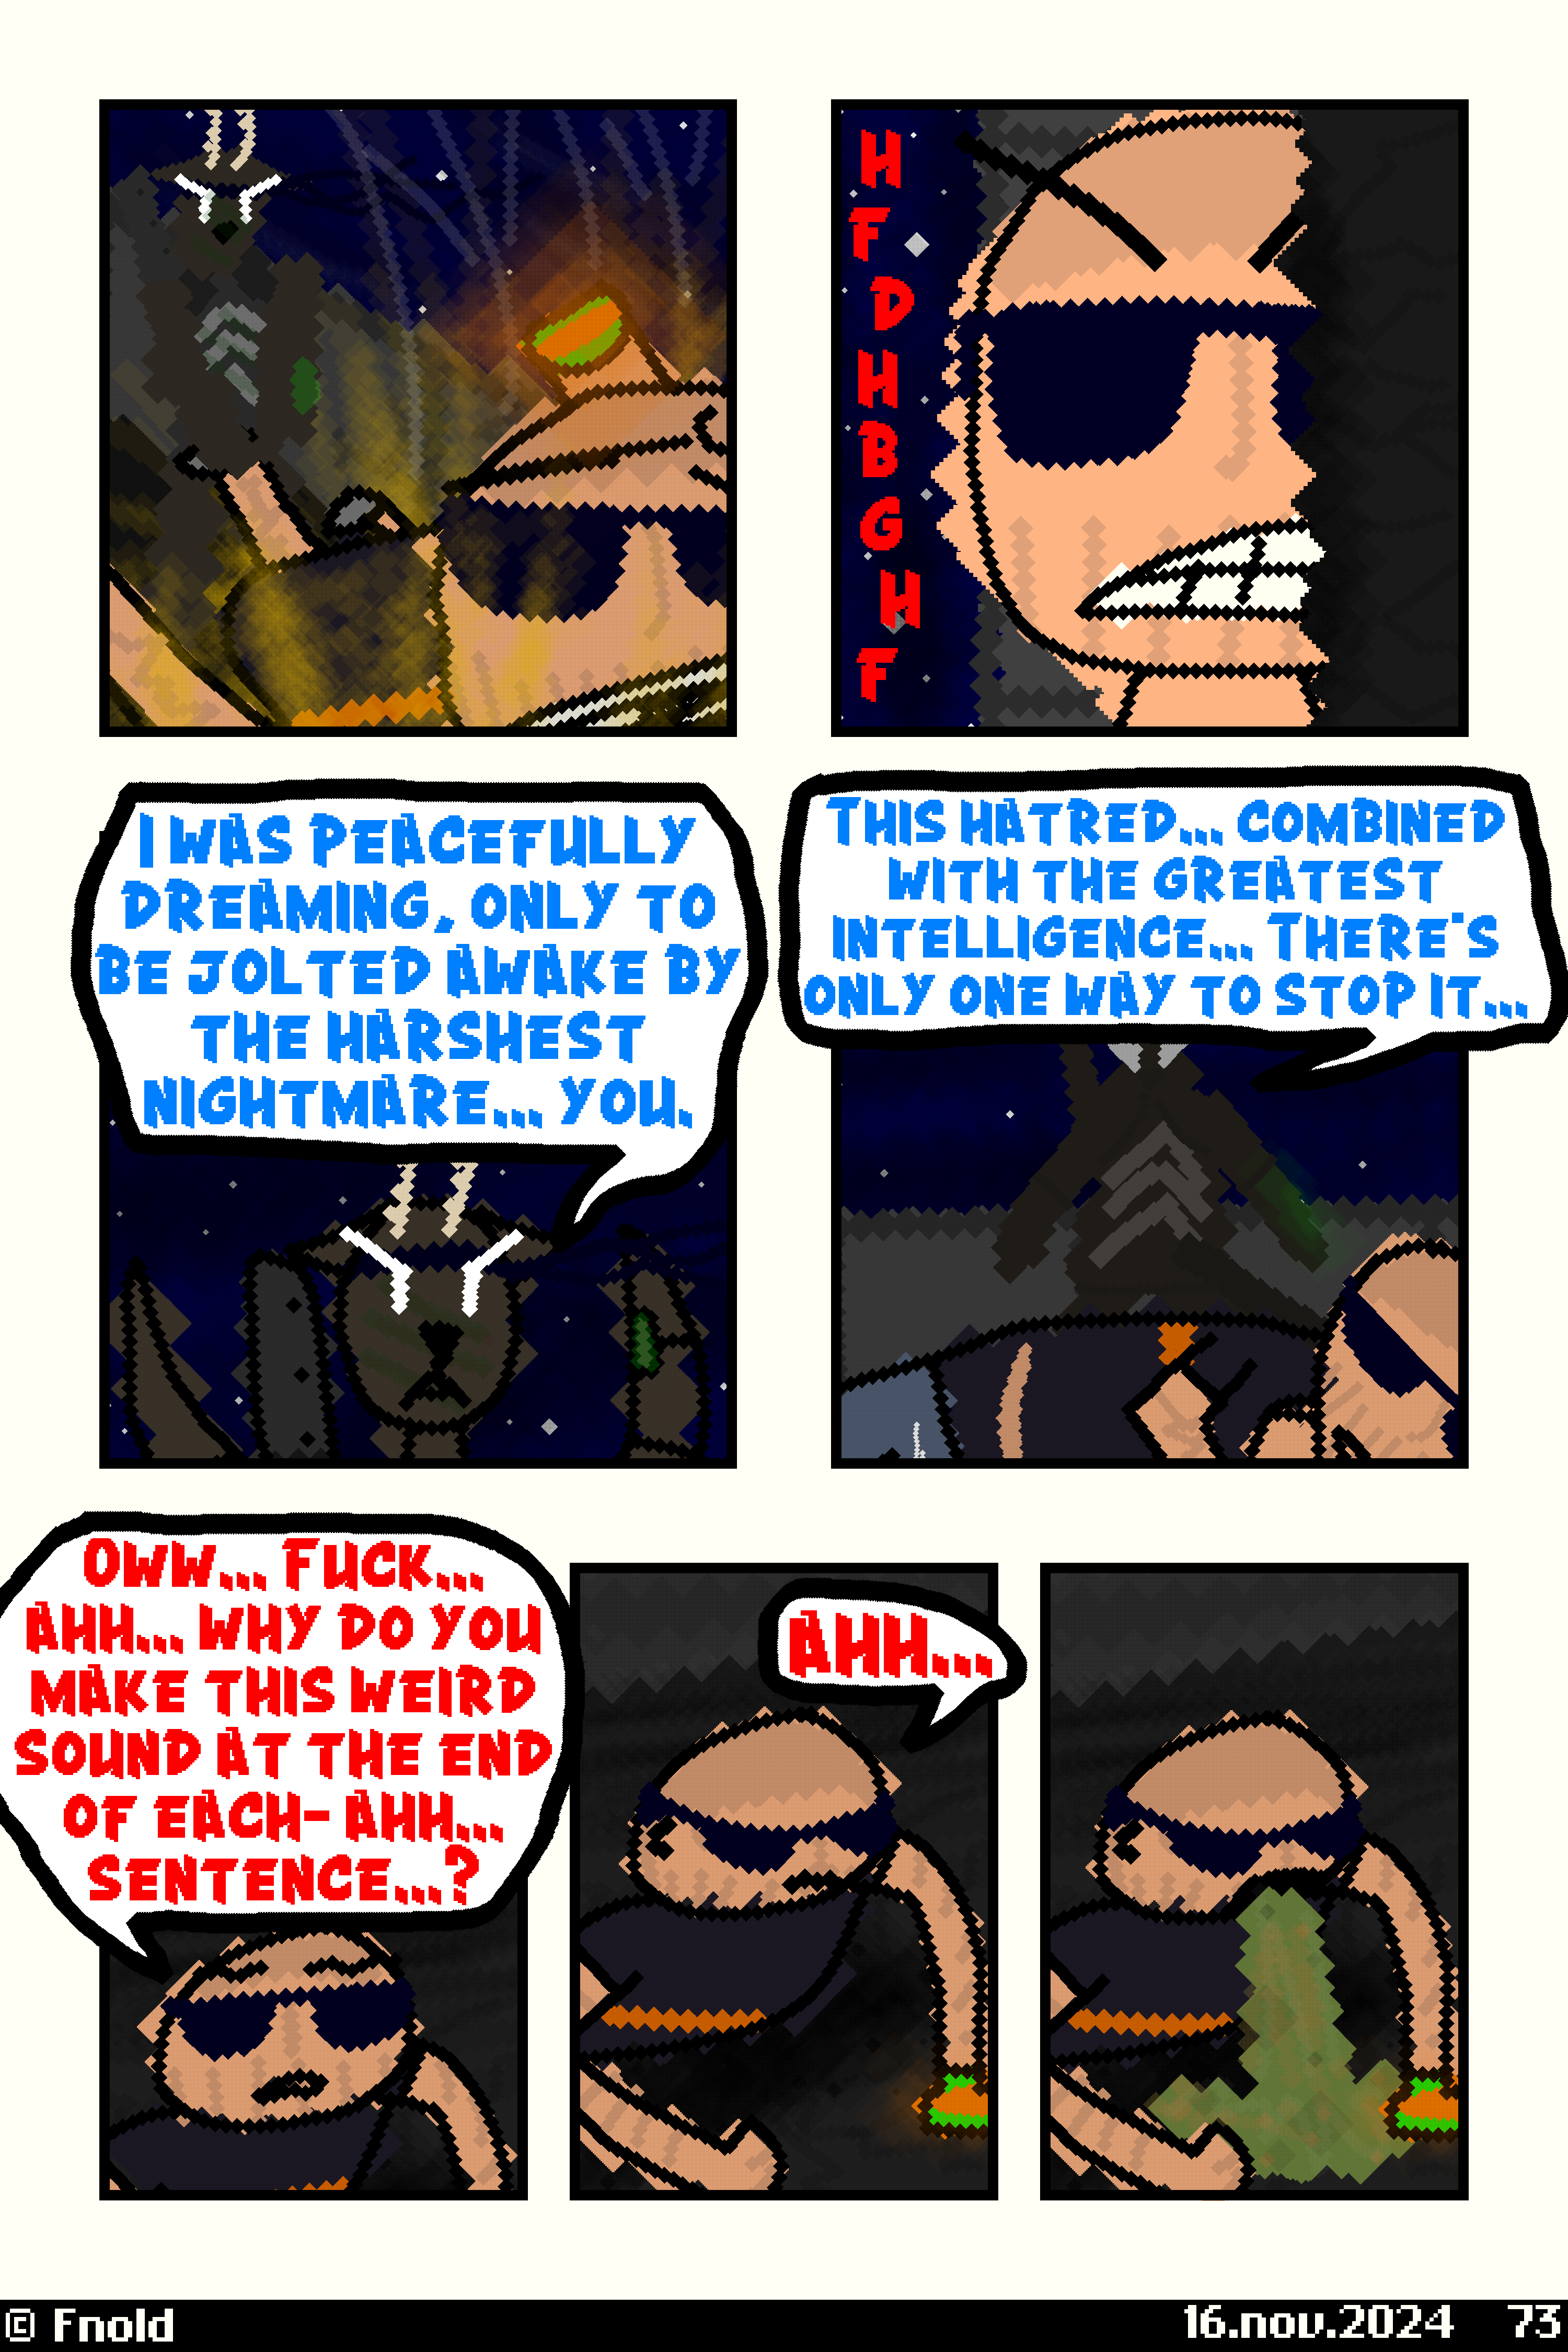 H
F
D
H
B
G
H
F
I WAS PEACEFULLY
DREAMING, ONLY TO
BE JOLTED AWAKE BY
THE HARSHEST
NIGHTMARE... YOU.
THIS HATRED... COMBINED
WITH THE GREATEST
INTELLIGENCE... THERE'S
ONLY ONE WAY TO STOP IT...
OWW... FUCK...
AHH... WHY DO YOU
MAKE THIS WEIRD
SOUND AT THE END
OF EACH- AHH...
SENTENCE...?
AHH...
© Fnold
16.nov.2024 73